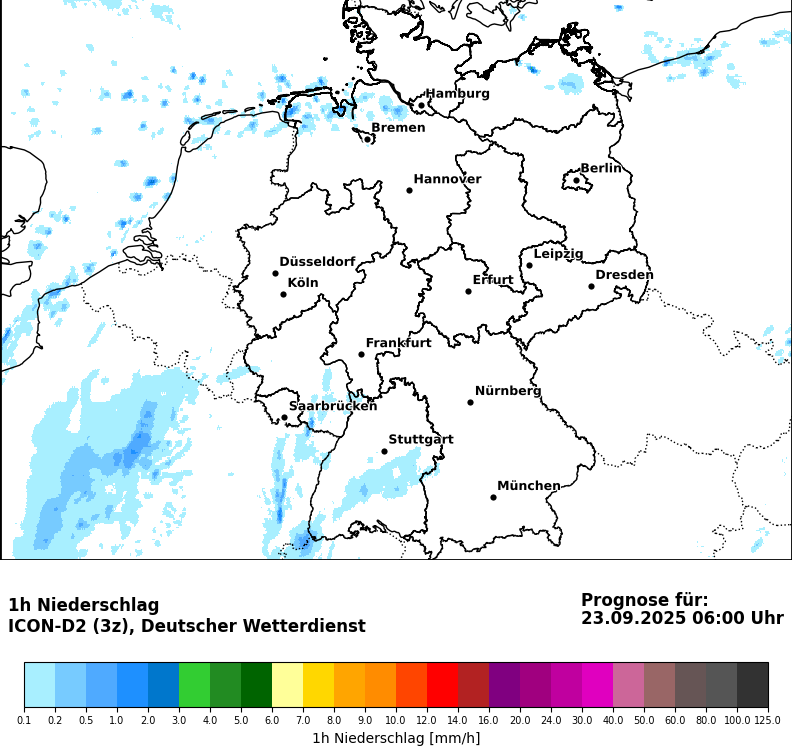 Hamburg
Bremen
Berlin
Hannover
Leipzig
Düsseldorf
Dresden
Köln
Erfurt
Frankfurt
Nürnberg
Saarbrücken
Stuttgart
München
1h Niederschlag
ICON-D2 (3z), Deutscher Wetterdienst
Prognose für:
23.09.2025 06:00 Uhr
0.1 0.2 0.5 1.0 2.0 3.0 4.0 5.0 6.0 7.0 8.0 9.0 10.0 12.0 14.0 16.0 20.0 24.0 30.0 40.0 50.0 60.0 80.0 100.0 125.0
1h Niederschlag [mm/h]